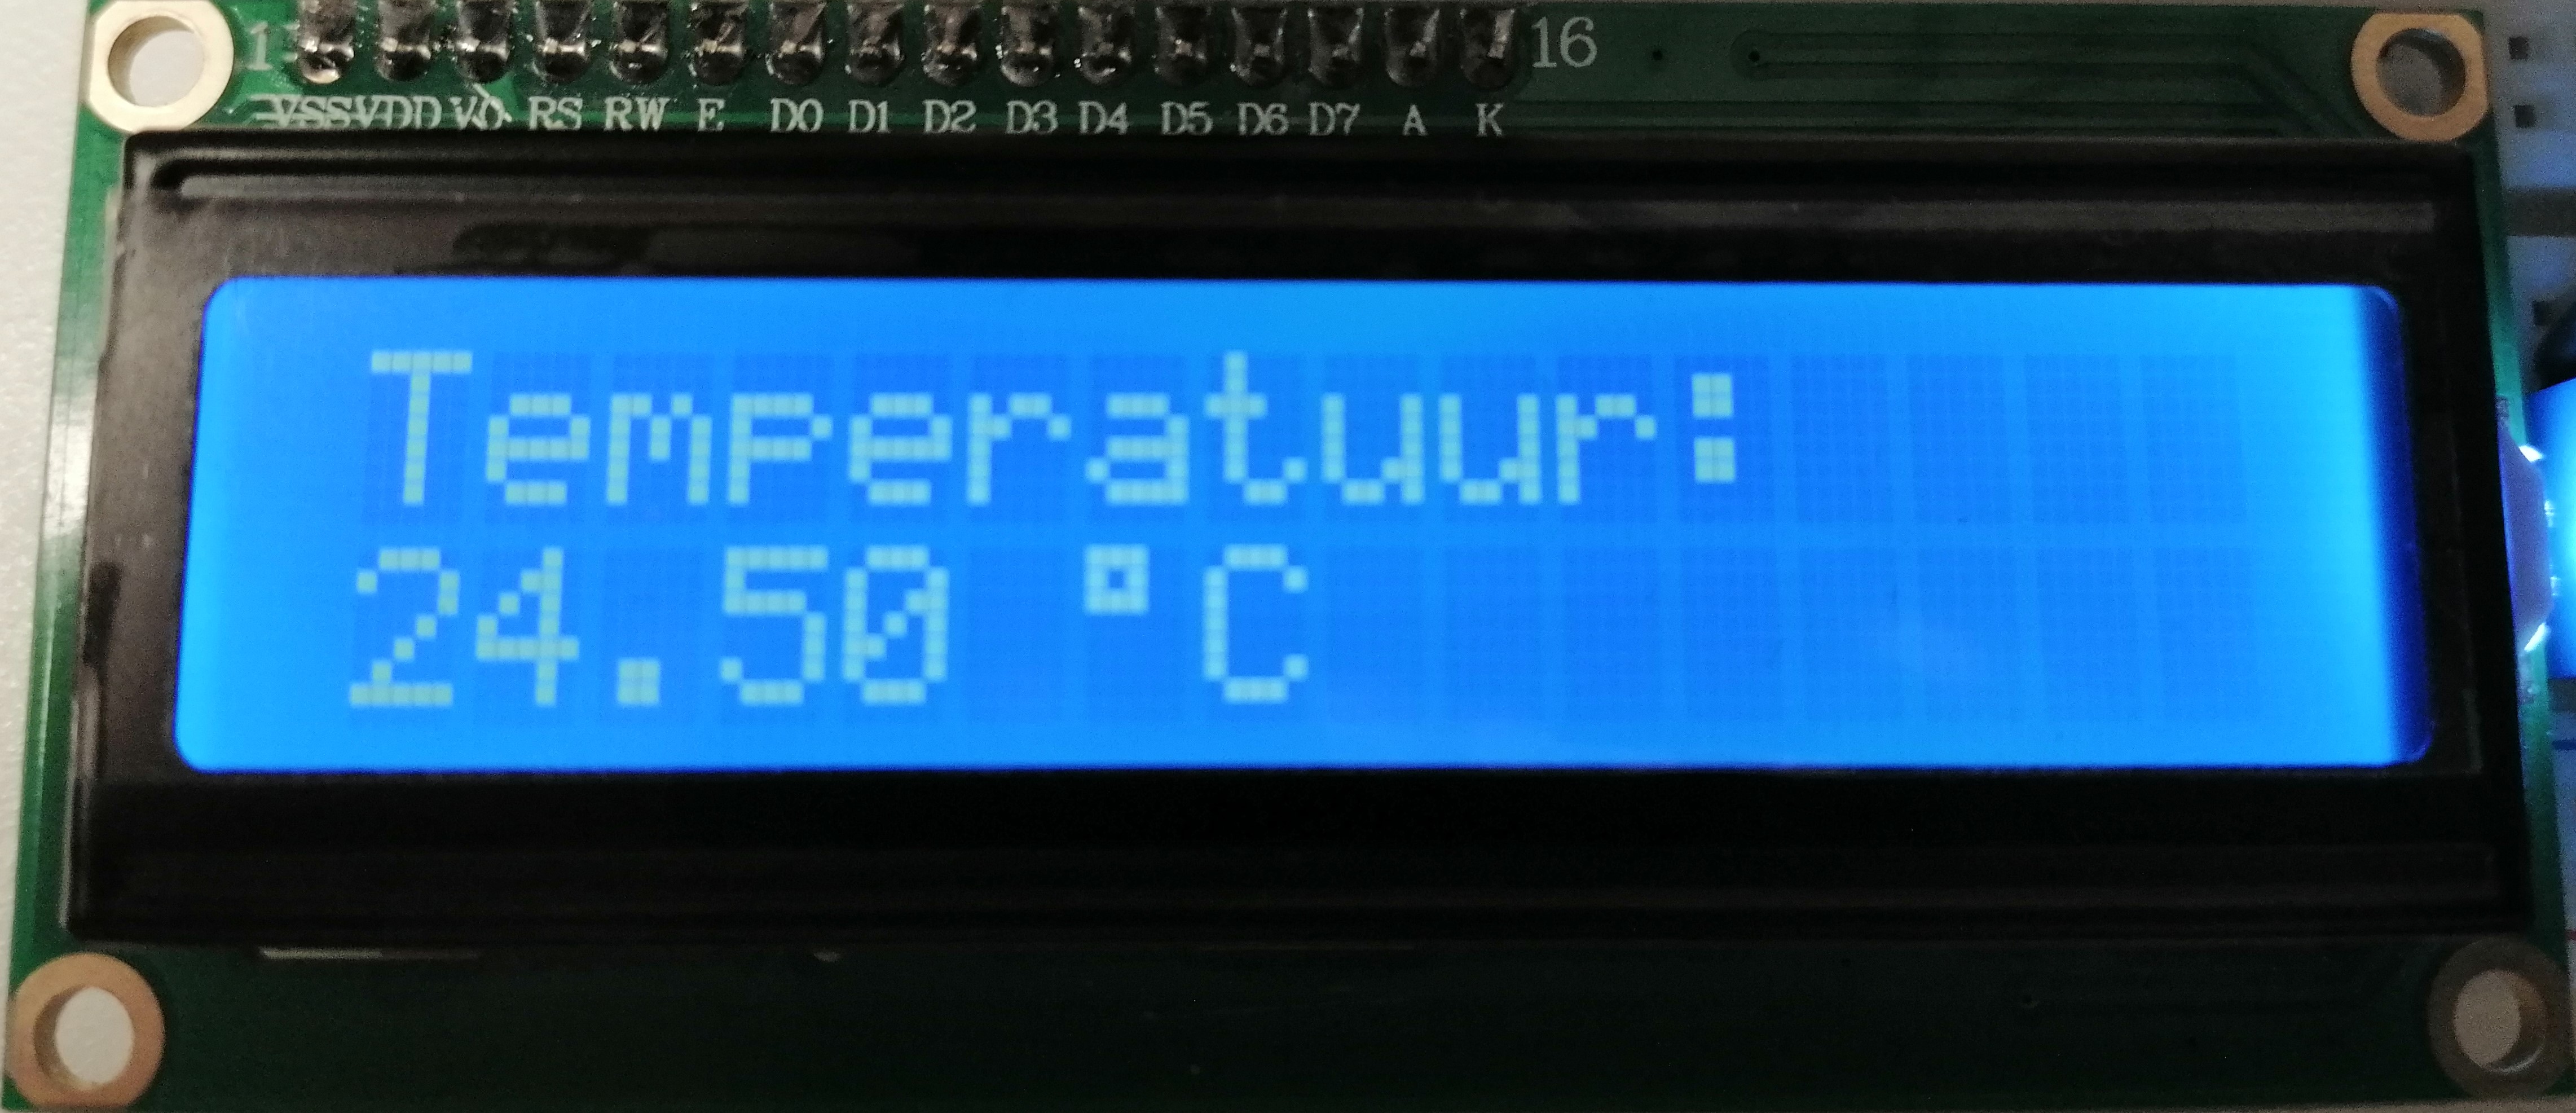 1 16
VSS VDD VO RS RW E D0 D1 D2 D3 D4 D5 D6 D7 A K
Temperatuur:
24.50 °C